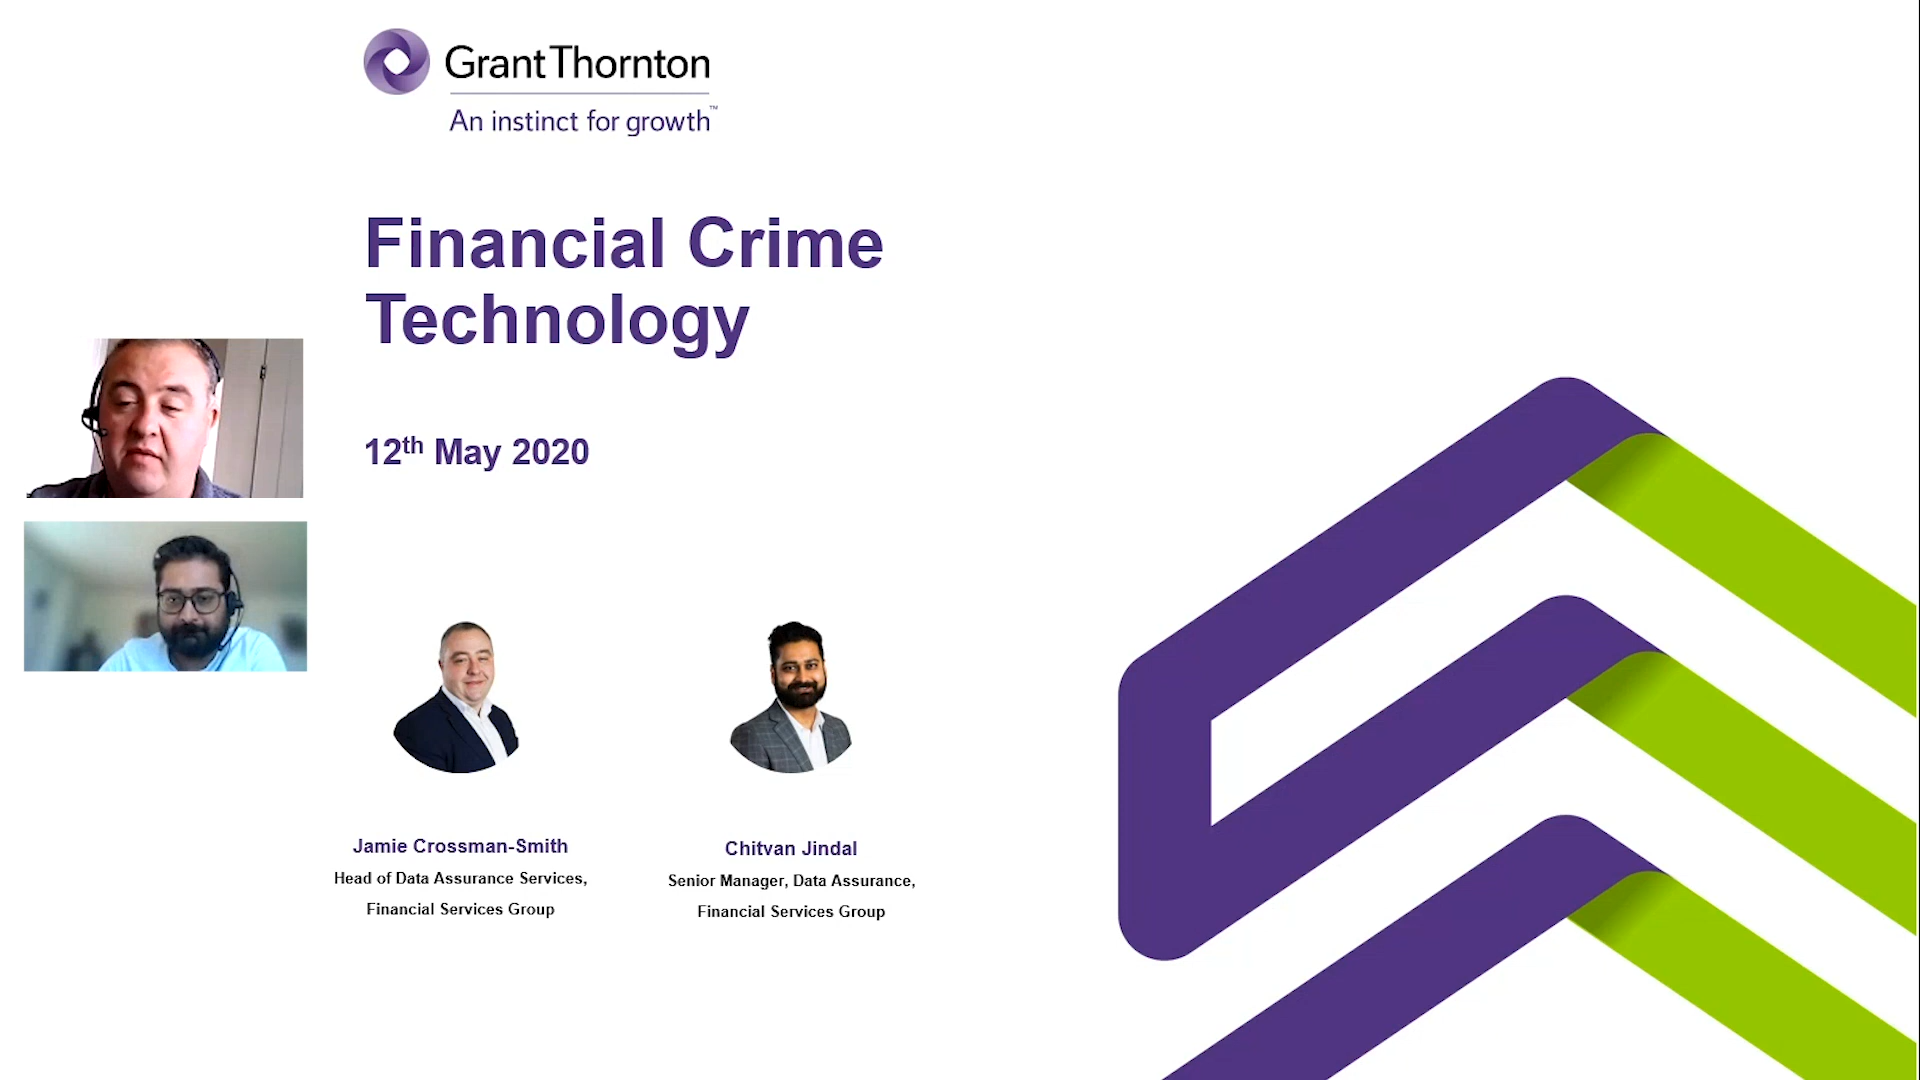 Grant Thornton
An instinct for growth™
Financial Crime
Technology
12th May 2020
Jamie Crossman-Smith
Head of Data Assurance Services,
Financial Services Group
Chitvan Jindal
Senior Manager, Data Assurance,
Financial Services Group